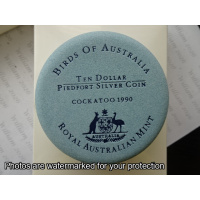 BIRDS OF AUSTRALIA
TEN DOLLAR
PIEDFORT SILVER COIN
COCKATOO 1990
AUSTRALIA
ROYAL AUSTRALIAN MINT
Photos are watermarked for your protection